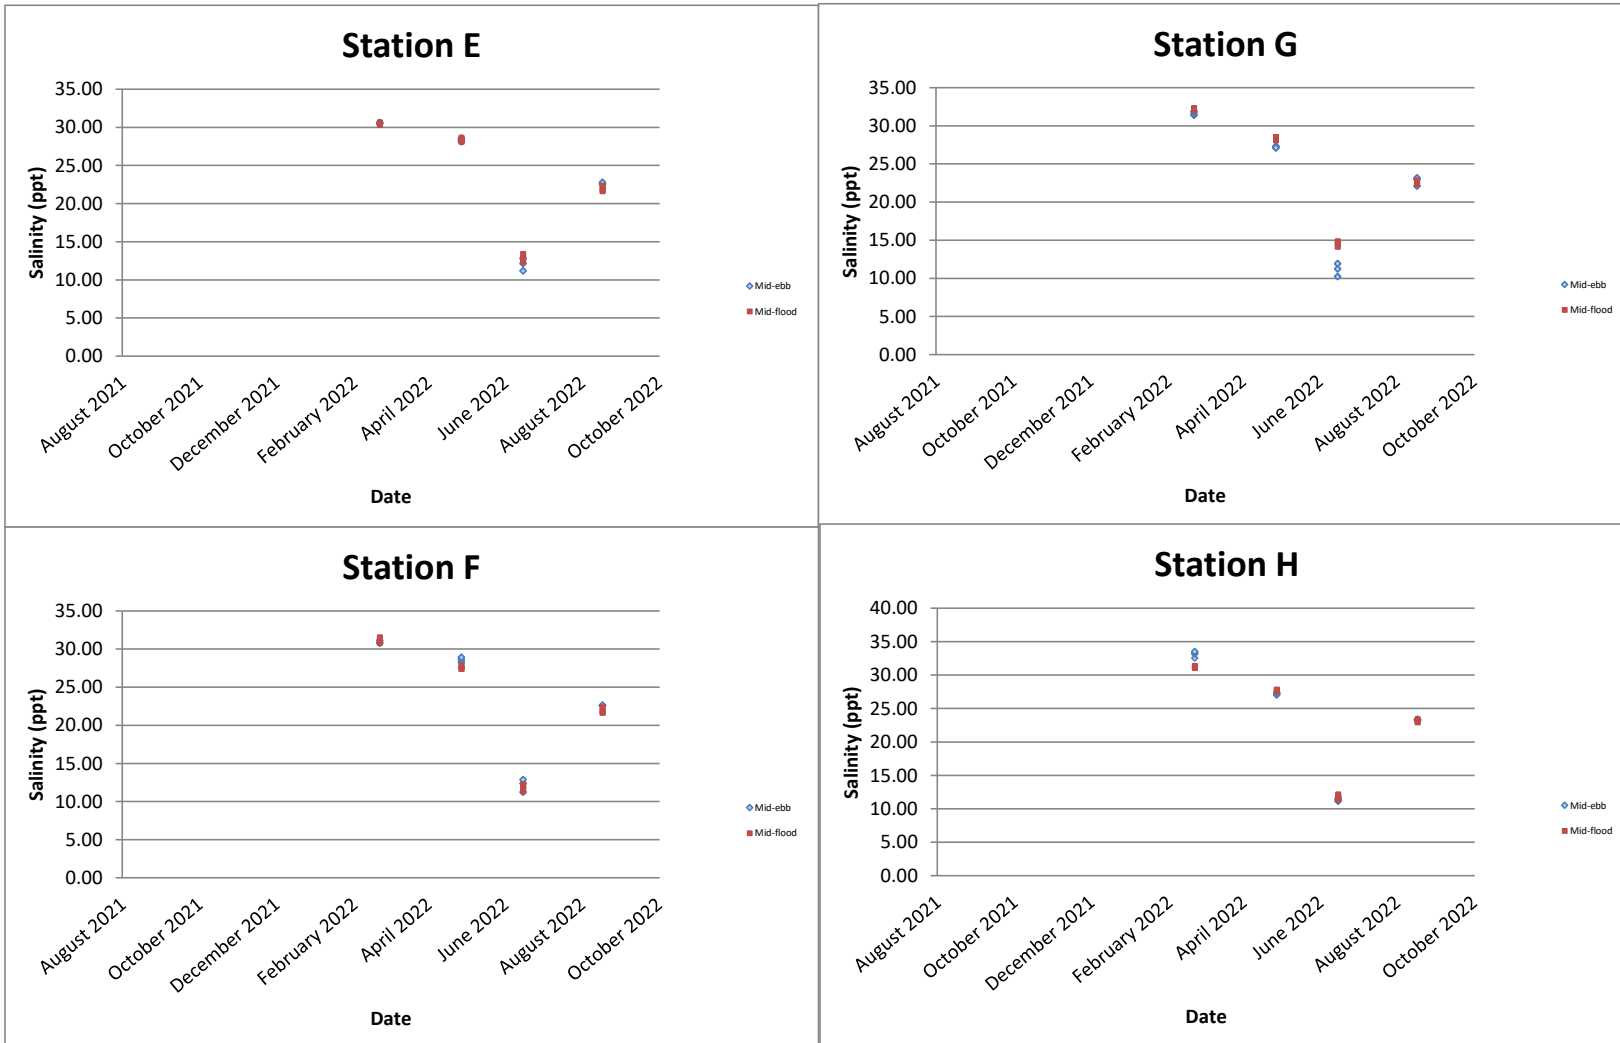 Station E
35.00
30.00
25.00
20.00
15.00
10.00
5.00
0.00
Salinity (ppt)
August 2021
October 2021
December 2021
February 2022
April 2022
June 2022
August 2022
October 2022
Date
Mid-ebb
Mid-flood
Station G
35.00
30.00
25.00
20.00
15.00
10.00
5.00
0.00
Salinity (ppt)
August 2021
October 2021
December 2021
February 2022
April 2022
June 2022
August 2022
October 2022
Date
Mid-ebb
Mid-flood
Station F
35.00
30.00
25.00
20.00
15.00
10.00
5.00
0.00
Salinity (ppt)
August 2021
October 2021
December 2021
February 2022
April 2022
June 2022
August 2022
October 2022
Date
Mid-ebb
Mid-flood
Station H
40.00
35.00
30.00
25.00
20.00
15.00
10.00
5.00
0.00
Salinity (ppt)
August 2021
October 2021
December 2021
February 2022
April 2022
June 2022
August 2022
October 2022
Date
Mid-ebb
Mid-flood